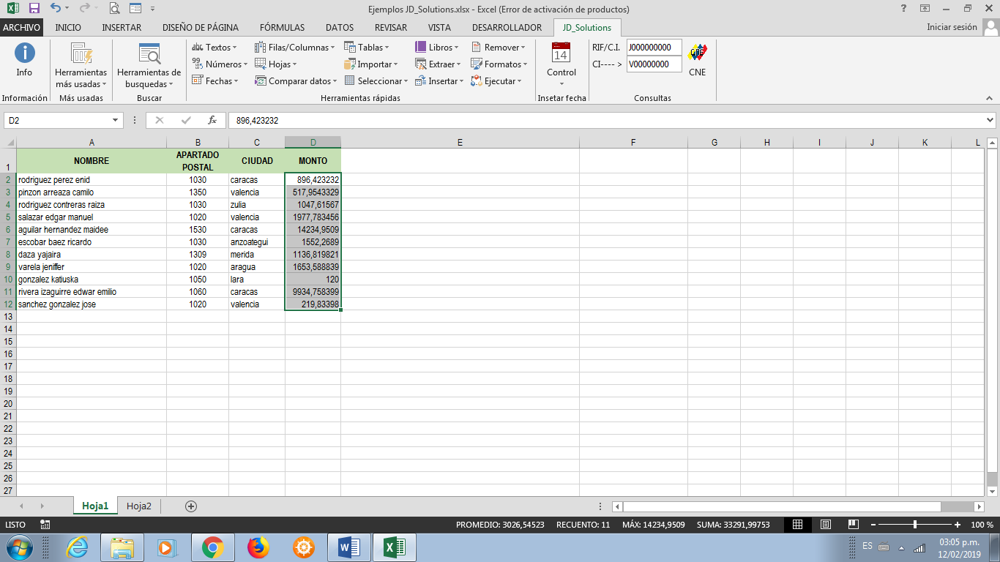 Ejemplos JD_Solutions.xlsx - Excel (Error de activación de productos)
ARCHIVO INICIO INSERTAR DISEÑO DE PÁGINA FÓRMULAS DATOS REVISAR VISTA DESARROLLADOR JD_Solutions Iniciar sesión
abc Textos Filas/Columnas Tablas Libros Remover RIF/C.I. J000000000
Números Hojas Importar Extraer Formatos CI---- > V00000000
Info Herramientas más usadas Herramientas de busquedas Fechas Comparar datos Seleccionar Insertar Ejecutar 14 Control CNE
Información Más usadas Buscar Herramientas rápidas Insetar fecha Consultas
D2 fx 896,423232
A B C D E F G H I J K L
1 NOMBRE APARTADO POSTAL CIUDAD MONTO
2 rodriguez perez enid 1030 caracas 896,423232
3 pinzon arreaza camilo 1350 valencia 517,9543329
4 rodriguez contreras raiza 1030 zulia 1047,61567
5 salazar edgar manuel 1020 valencia 1977,783456
6 aguilar hernandez maidee 1530 caracas 14234,9509
7 escobar baez ricardo 1030 anzoategui 1552,2689
8 daza yajaira 1309 merida 1136,819821
9 varela jeniffer 1020 aragua 1653,588839
10 gonzalez katiuska 1050 lara 120
11 rivera izaguirre edwar emilio 1060 caracas 9934,758399
12 sanchez gonzalez jose 1020 valencia 219,83398
13
14
15
16
17
18
19
20
21
22
23
24
25
26
27
Hoja1 Hoja2
LISTO PROMEDIO: 3026,54523 RECUENTO: 11 MÁX: 14234,9509 SUMA: 33291,99753 100 %
ES 03:05 p.m.
12/02/2019